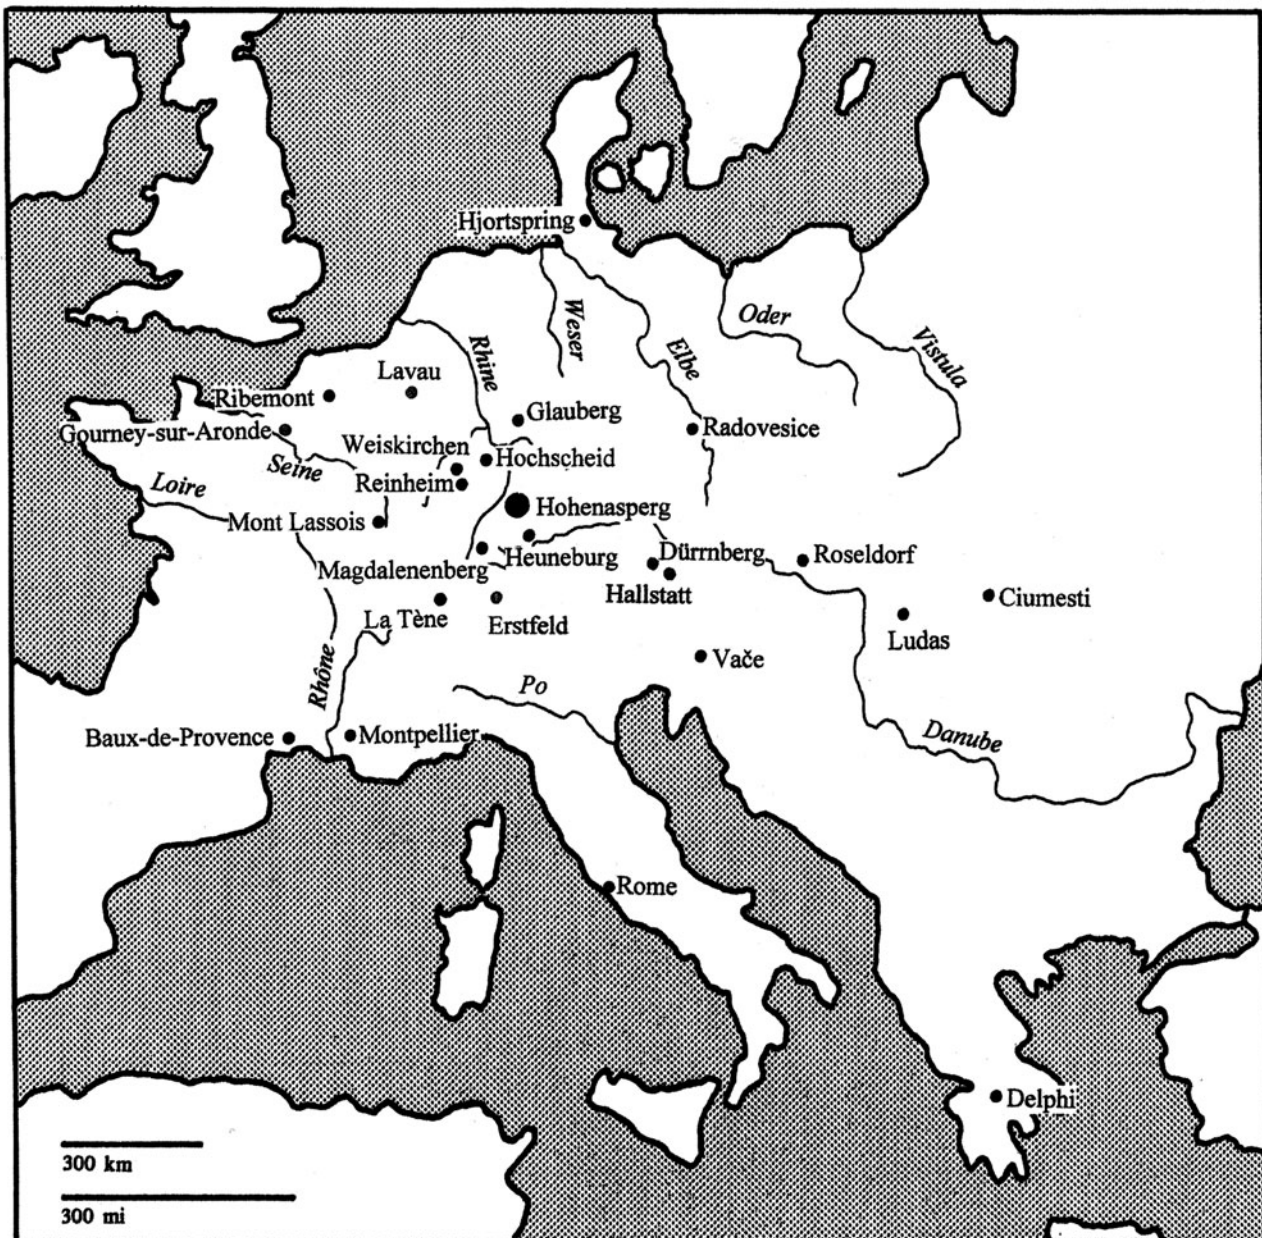 Hjortspring
Weser
Oder
Elbe
Vistula
Rhine
Lavau
Ribemont
Glauberg
Gourney-sur-Aronde
Radovesice
Weiskirchen
Hochscheid
Seine
Loire
Reinheim
Hohenasperg
Mont Lassois
Heuneburg
Dürrnberg
Roseldorf
Magdalenenberg
Hallstatt
Ciumesti
La Tène
Erstfeld
Ludas
Vače
Rhône
Po
Baux-de-Provence
Montpellier
Danube
Rome
Delphi
300 km
300 mi